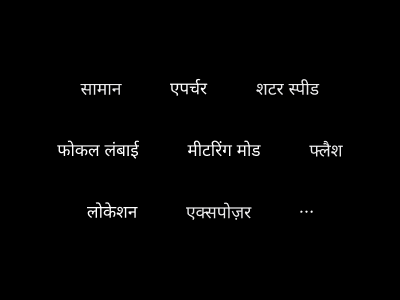 सामान एपर्चर शटर स्पीड
फोकल लंबाई मीटरिंग मोड फ्लैश
लोकेशन एक्सपोज़र ...